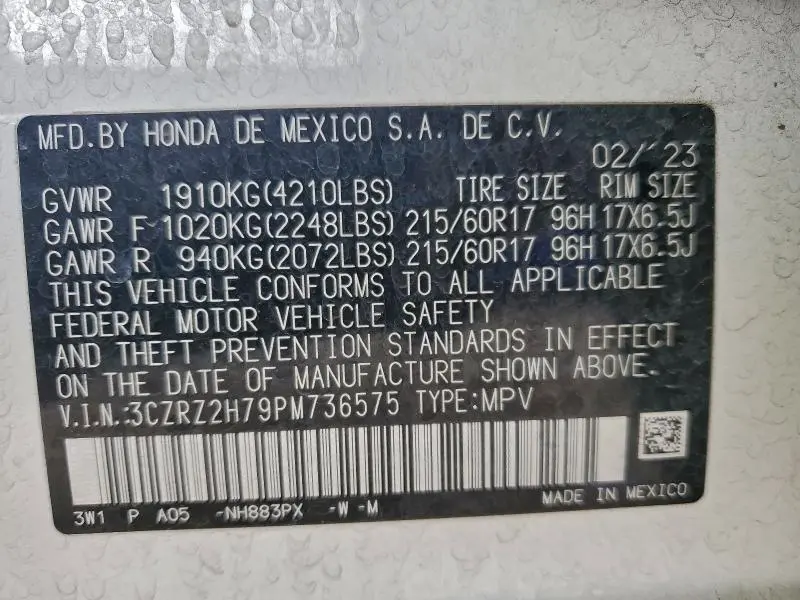 MFD.BY HONDA DE MEXICO S.A. DE C.V.
02/'23
GVWR 1910KG(4210LBS) TIRE SIZE RIM SIZE
GAWR F 1020KG(2248LBS) 215/60R17 96H 17X6.5J
GAWR R 940KG(2072LBS) 215/60R17 96H 17X6.5J
THIS VEHICLE CONFORMS TO ALL APPLICABLE
FEDERAL MOTOR VEHICLE SAFETY
AND THEFT PREVENTION STANDARDS IN EFFECT
ON THE DATE OF MANUFACTURE SHOWN ABOVE.
V.I.N.:3CZRZ2H79PM736575 TYPE:MPV
3W1 P A05 -NH883PX -W -M
MADE IN MEXICO